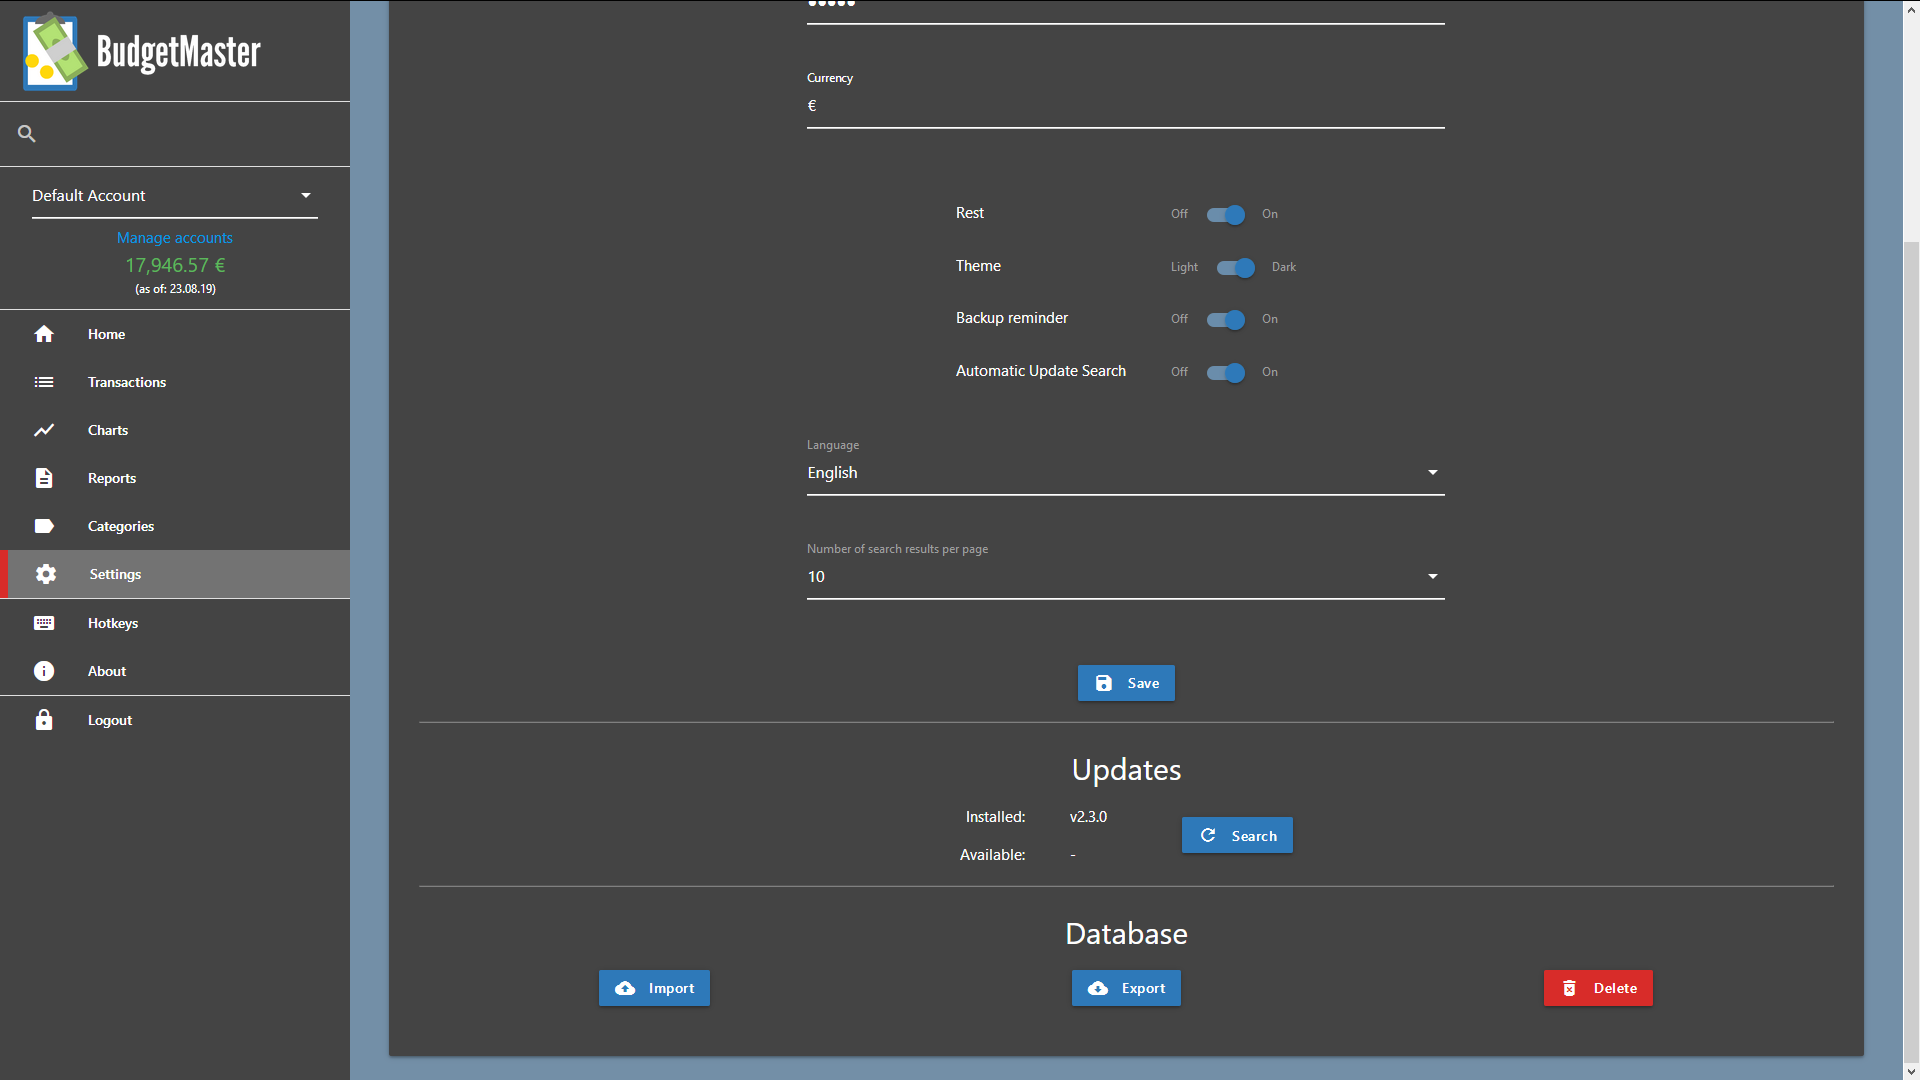 BudgetMaster
Default Account
Manage accounts
17,946.57 €
(as of: 23.08.19)
Home
Transactions
Charts
Reports
Categories
Settings
Hotkeys
About
Logout
•••••
Currency
€
Rest Off On
Theme Light Dark
Backup reminder Off On
Automatic Update Search Off On
Language
English
Number of search results per page
10
Save
Updates
Installed: v2.3.0
Search
Available: -
Database
Import Export Delete